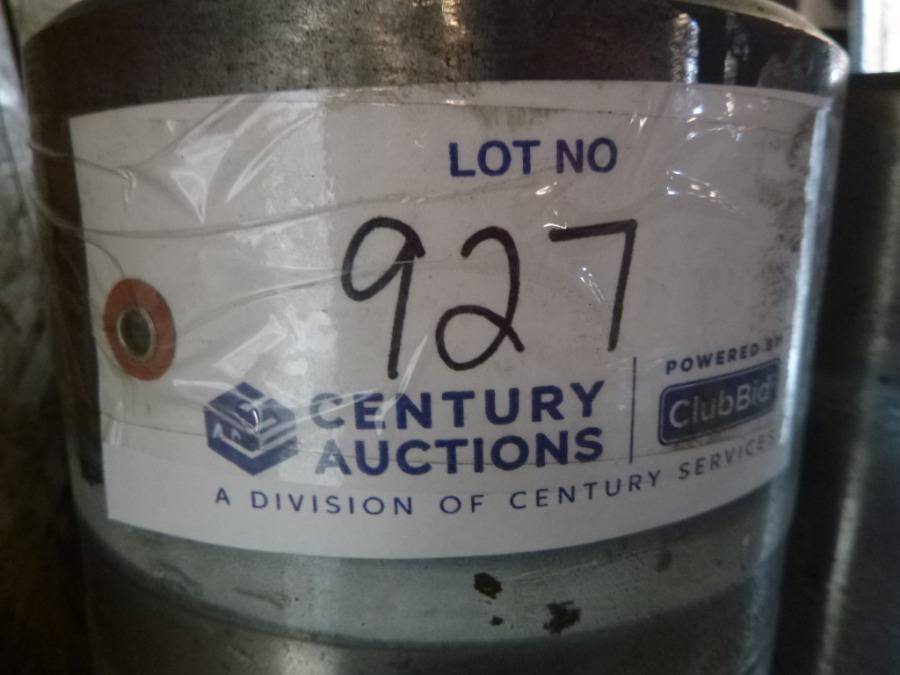 LOT NO
927
CENTURY
AUCTIONS
POWERED BY
ClubBid
A DIVISION OF CENTURY SERVICES